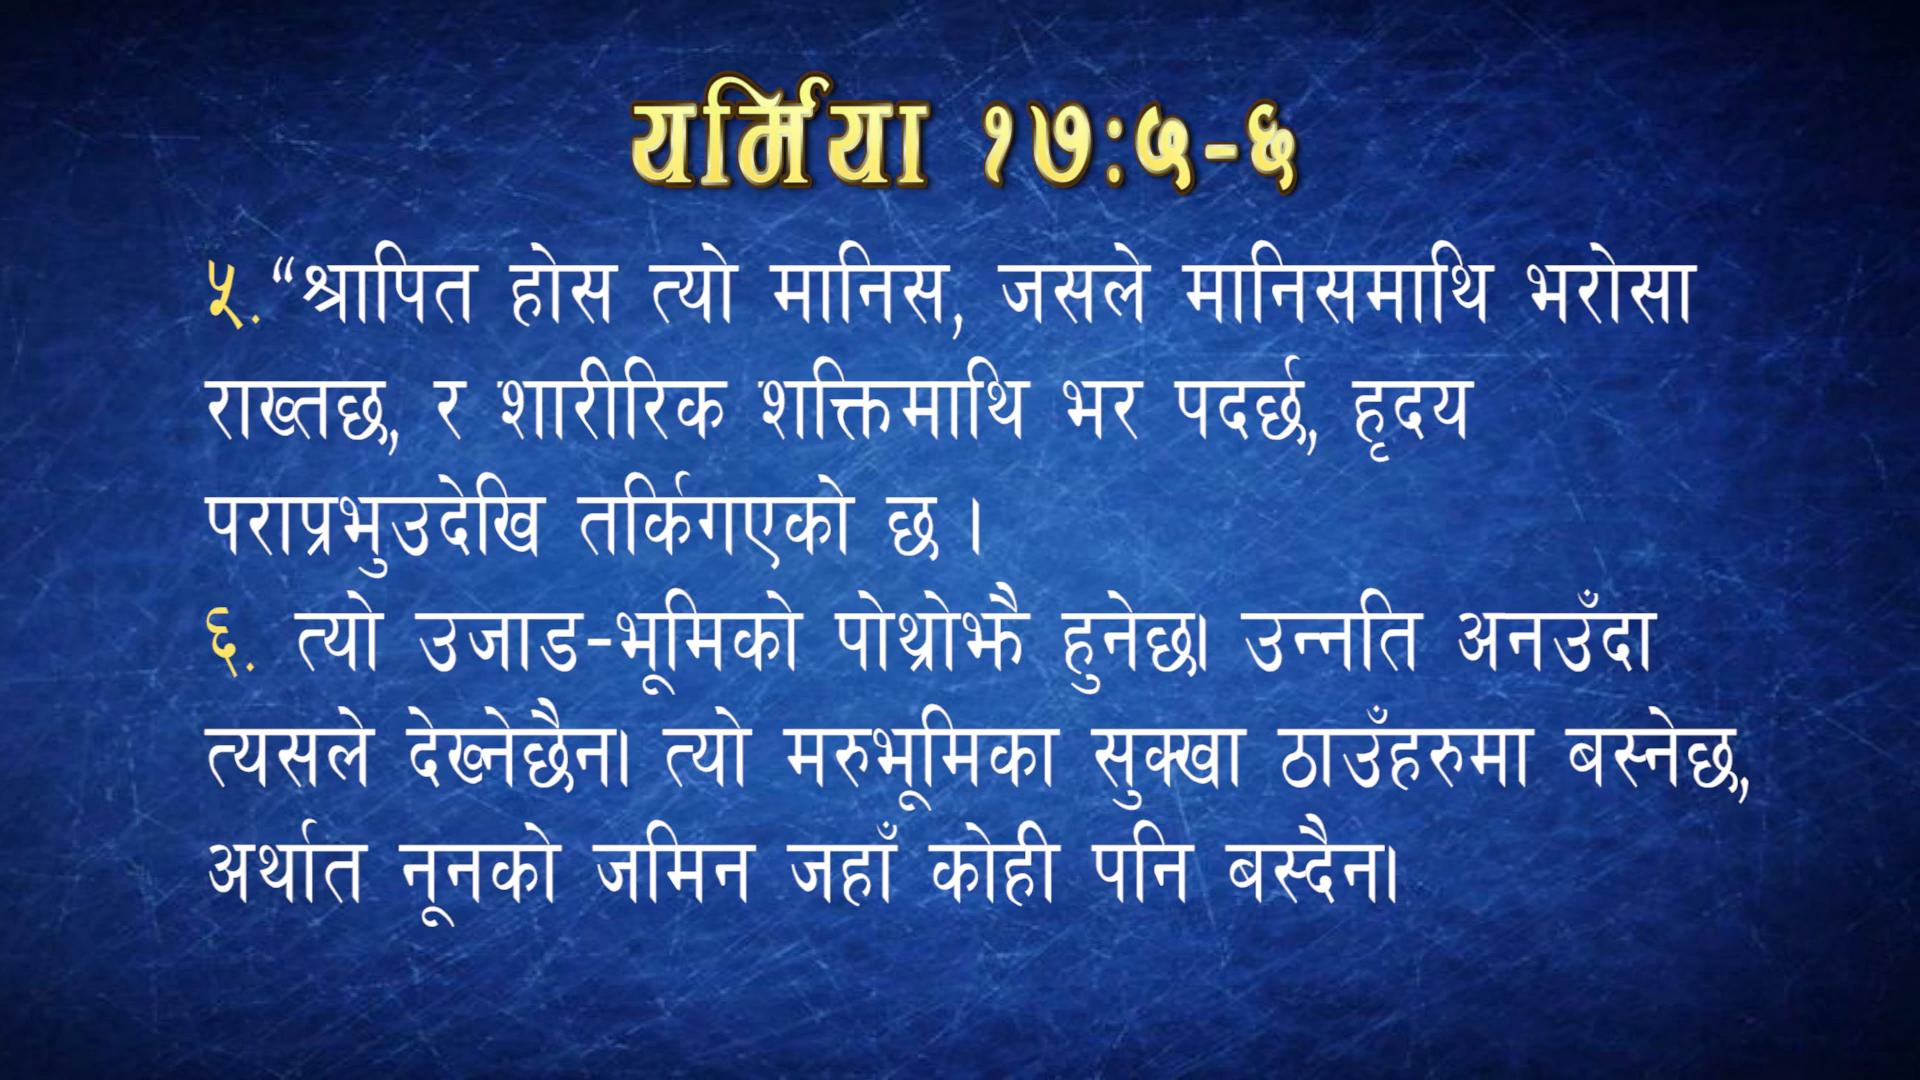 यर्मिया १७:५-६
५. “श्रापित होस त्यो मानिस, जसले मानिसमाथि भरोसा
राख्तछ, र शारीरिक शक्तिमाथि भर पदर्छ, हृदय
पराप्रभुउदेखि तर्किगएको छ ।
६. त्यो उजाड-भूमिको पोथ्रोझै हुनेछ। उन्नति अनउँदा
त्यसले देख्नेछैन। त्यो मरुभूमिका सुक्खा ठाउँहरुमा बस्नेछ,
अर्थात नूनको जमिन जहाँ कोही पनि बस्दैन।